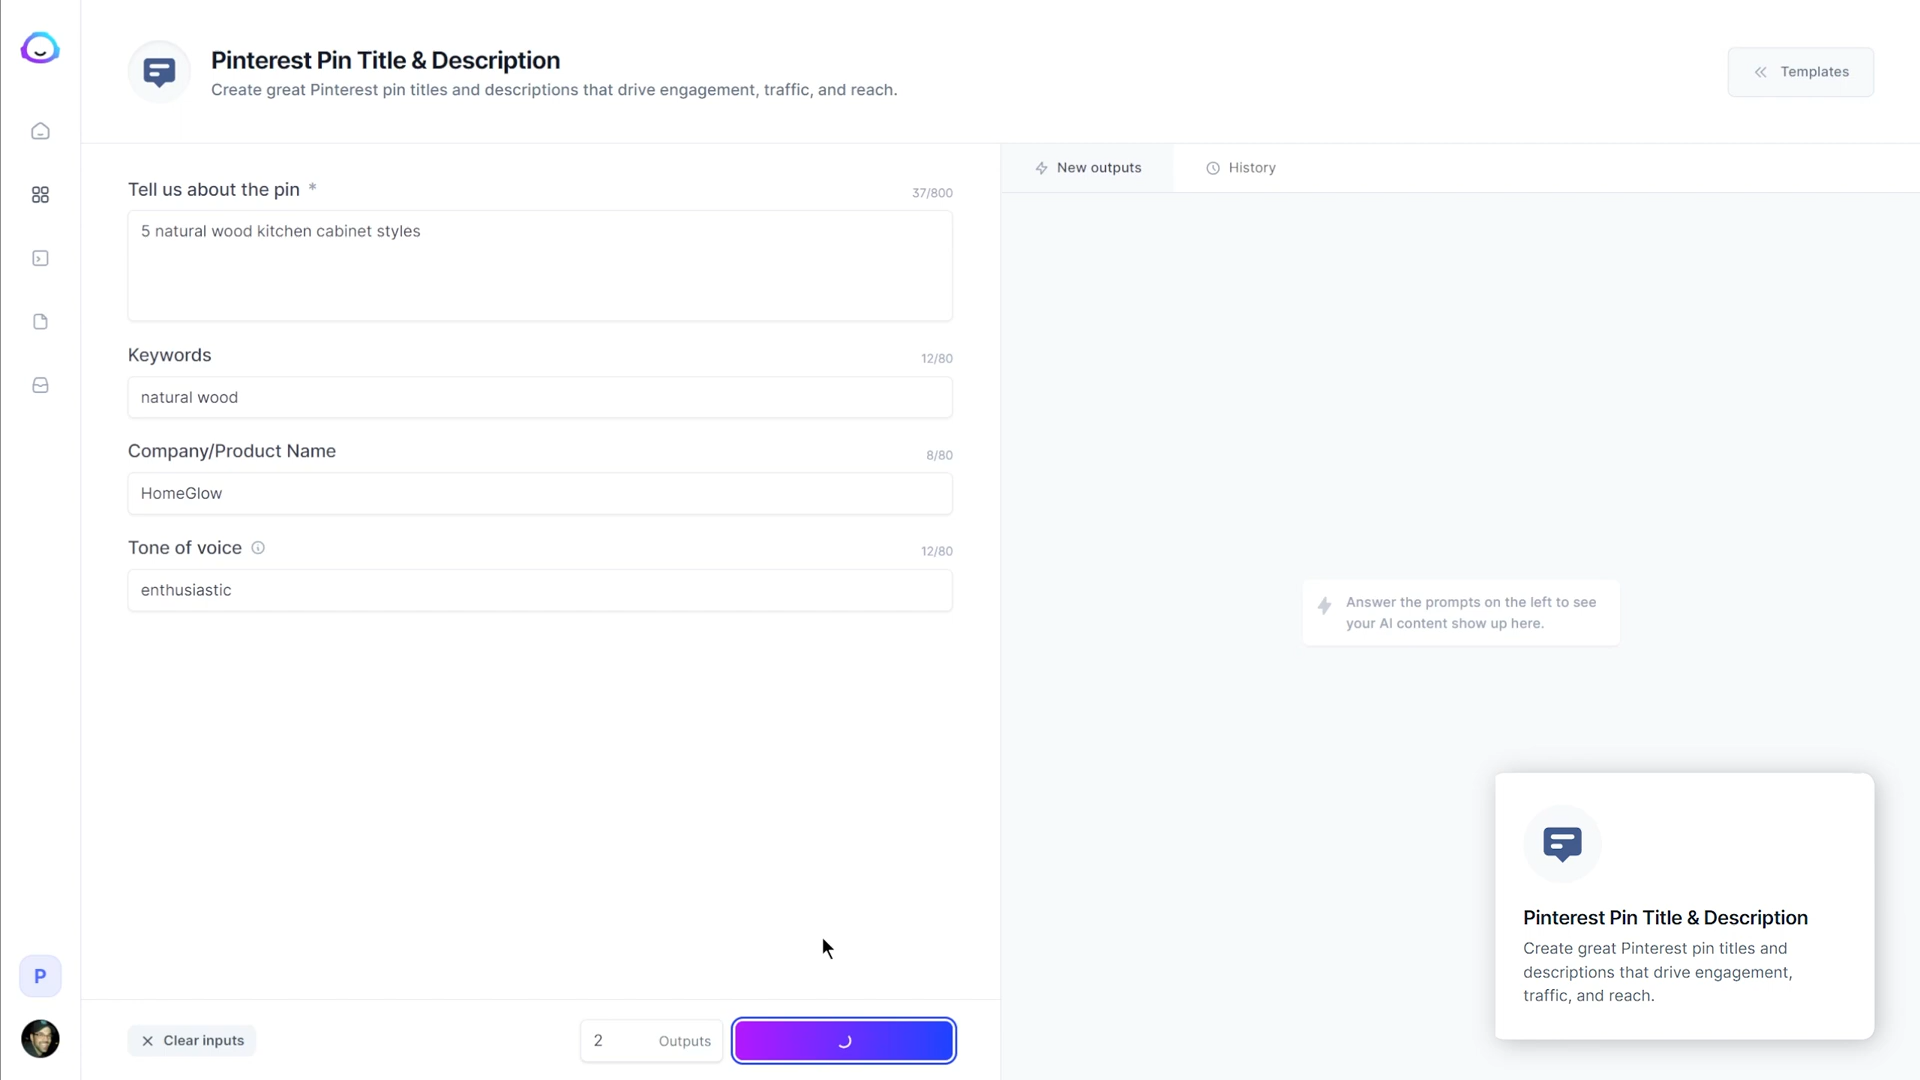 Pinterest Pin Title & Description
Create great Pinterest pin titles and descriptions that drive engagement, traffic, and reach.
Templates
Tell us about the pin *
37/800
5 natural wood kitchen cabinet styles
Keywords
12/80
natural wood
Company/Product Name
8/80
HomeGlow
Tone of voice
12/80
enthusiastic
Clear inputs
2 Outputs
New outputs
History
Answer the prompts on the left to see
your AI content show up here.
Pinterest Pin Title & Description
Create great Pinterest pin titles and
descriptions that drive engagement,
traffic, and reach.
P